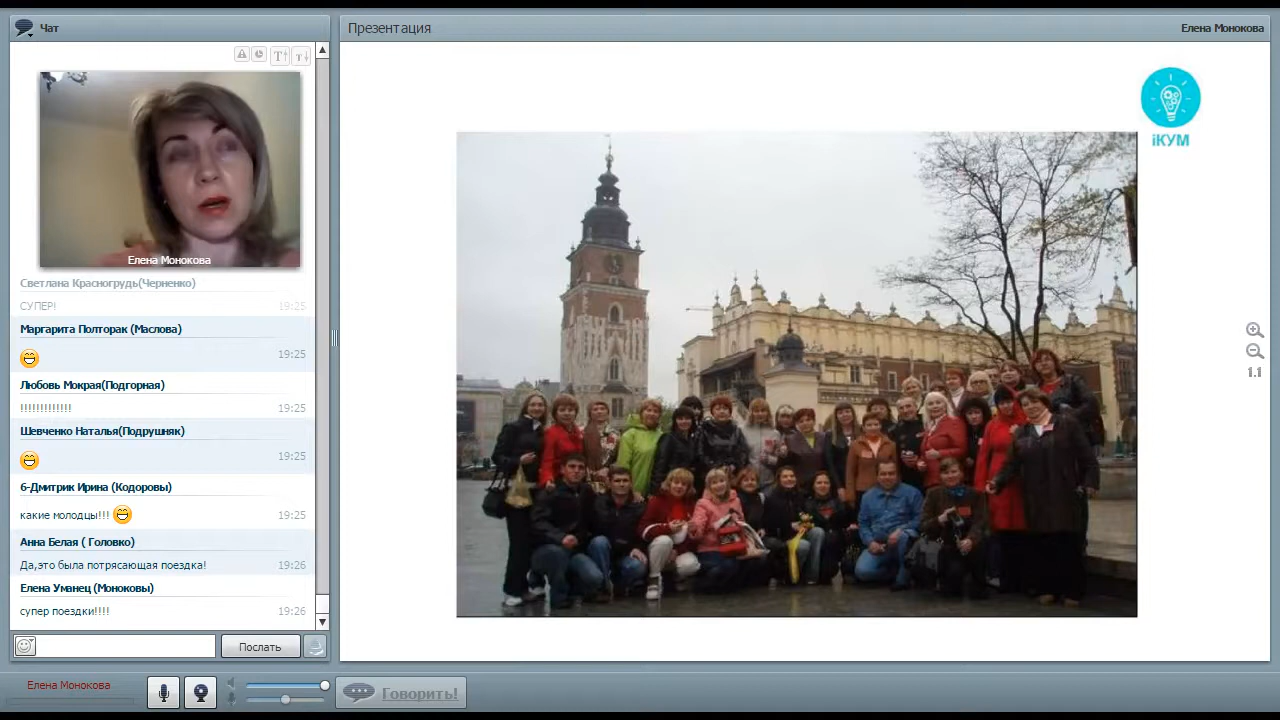 Чат
Елена Монокова
Светлана Красногрудь(Черненко)
СУПЕР! 19:25
Маргарита Полторак (Маслова)
19:25
Любовь Мокрая(Подгорная)
!!!!!!!!!!!!! 19:25
Шевченко Наталья(Подрушняк)
19:25
6-Дмитрик Ирина (Кодоровы)
какие молодцы!!! 19:25
Анна Белая ( Головко)
Да,это была потрясающая поездка! 19:26
Елена Уманец (Моноковы)
супер поездки!!!! 19:26
Послать
Елена Монокова
Говорить!
Презентация
Елена Монокова
iКУМ
1.1